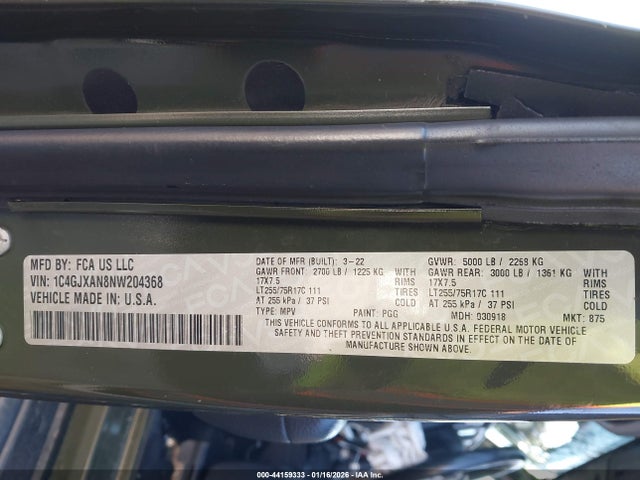 MFD BY: FCA US LLC
VIN: 1C4GJXAN8NW204368
VEHICLE MADE IN: U.S.A.
DATE OF MFR (BUILT): 3-22
GVWR: 5000 LB / 2268 KG
GAWR FRONT: 2700 LB / 1225 KG WITH
GAWR REAR: 3000 LB / 1361 KG WITH
17X7.5 RIMS
17X7.5 RIMS
LT255/75R17C 111 TIRES
LT255/75R17C 111 TIRES
AT 255 kPa / 37 PSI COLD
AT 255 kPa / 37 PSI COLD
TYPE: MPV PAINT: PGG MDH: 030918 MKT: 875
THIS VEHICLE CONFORMS TO ALL APPLICABLE U.S.A. FEDERAL MOTOR VEHICLE
SAFETY AND THEFT PREVENTION STANDARDS IN EFFECT ON THE DATE OF
MANUFACTURE SHOWN ABOVE.
000-44159333 - 01/16/2026 - IAAI.COM